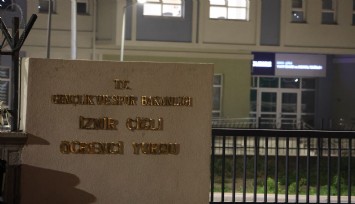 T.C.
GENÇLİK VE SPOR BAKANLIĞI
İZMİR ÇİĞLİ
ÖĞRENCİ YURDU